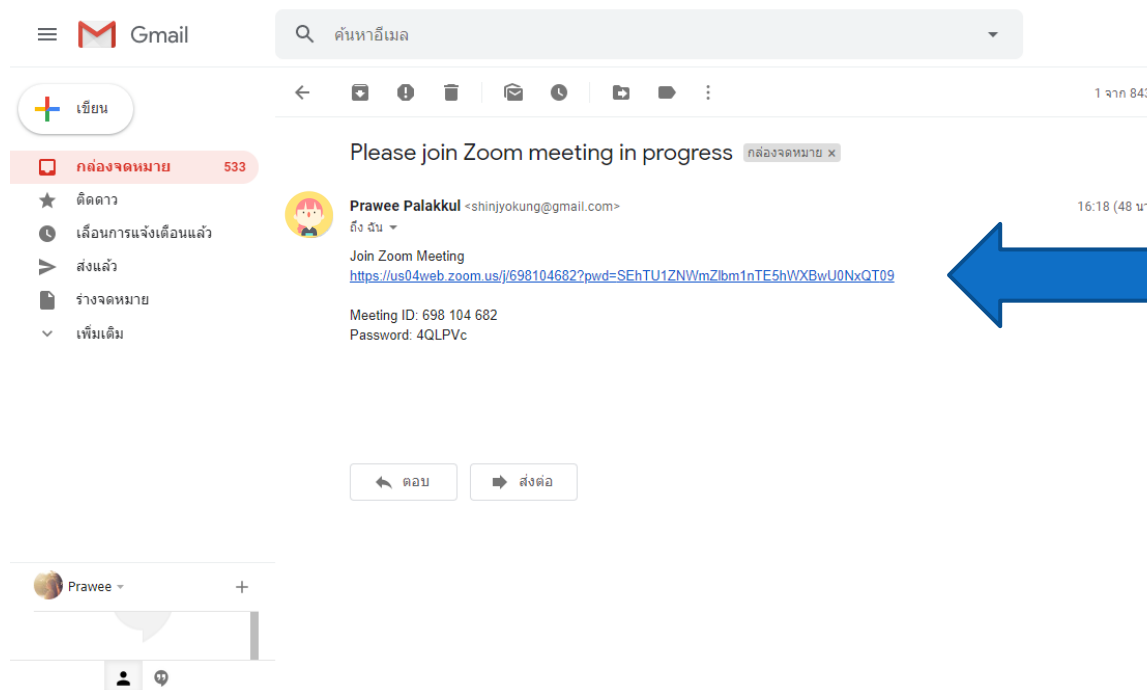 Gmail
ค้นหาอีเมล
เขียน
1 จาก 843
กล่องจดหมาย 533
ติดดาว
เลื่อนการแจ้งเตือนแล้ว
ส่งแล้ว
ร่างจดหมาย
เพิ่มเติม
Please join Zoom meeting in progress กล่องจดหมาย x
Prawee Palakkul <shinjyokung@gmail.com> 16:18 (48
ถึง ฉัน
Join Zoom Meeting
https://us04web.zoom.us/j/698104682?pwd=SEhTU1ZNWmZlbm1nTE5hWXBwU0NxQT09
Meeting ID: 698 104 682
Password: 4QLPVc
ตอบ ส่งต่อ
Prawee